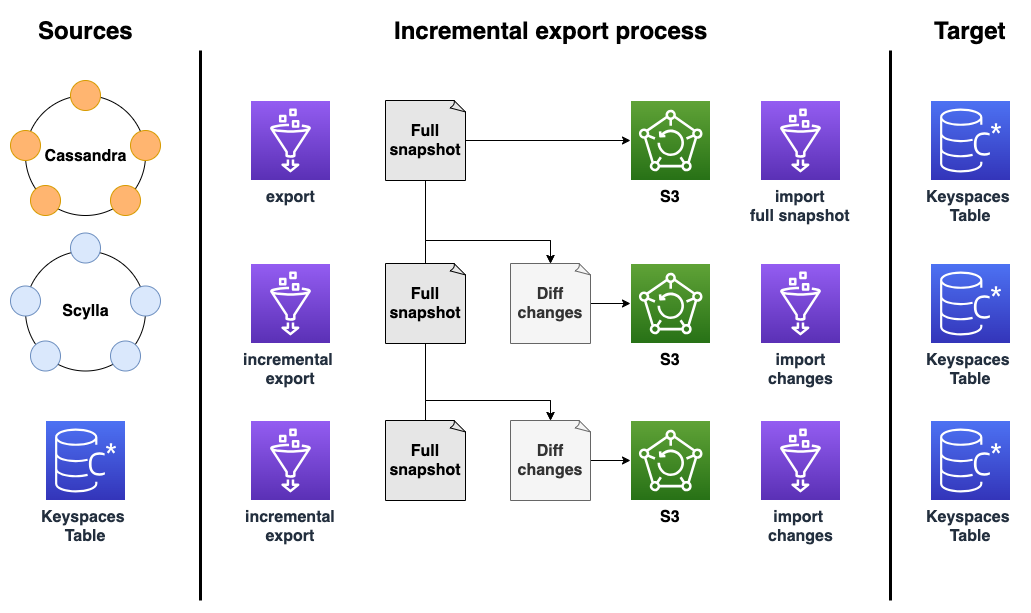 Sources
Incremental export process
Target
Cassandra
Full
snapshot
export
S3
import
full snapshot
C*
Keyspaces
Table
Scylla
Full
snapshot
Diff
changes
incremental
export
S3
import
changes
C*
Keyspaces
Table
C*
Keyspaces
Table
Full
snapshot
Diff
changes
incremental
export
S3
import
changes
C*
Keyspaces
Table